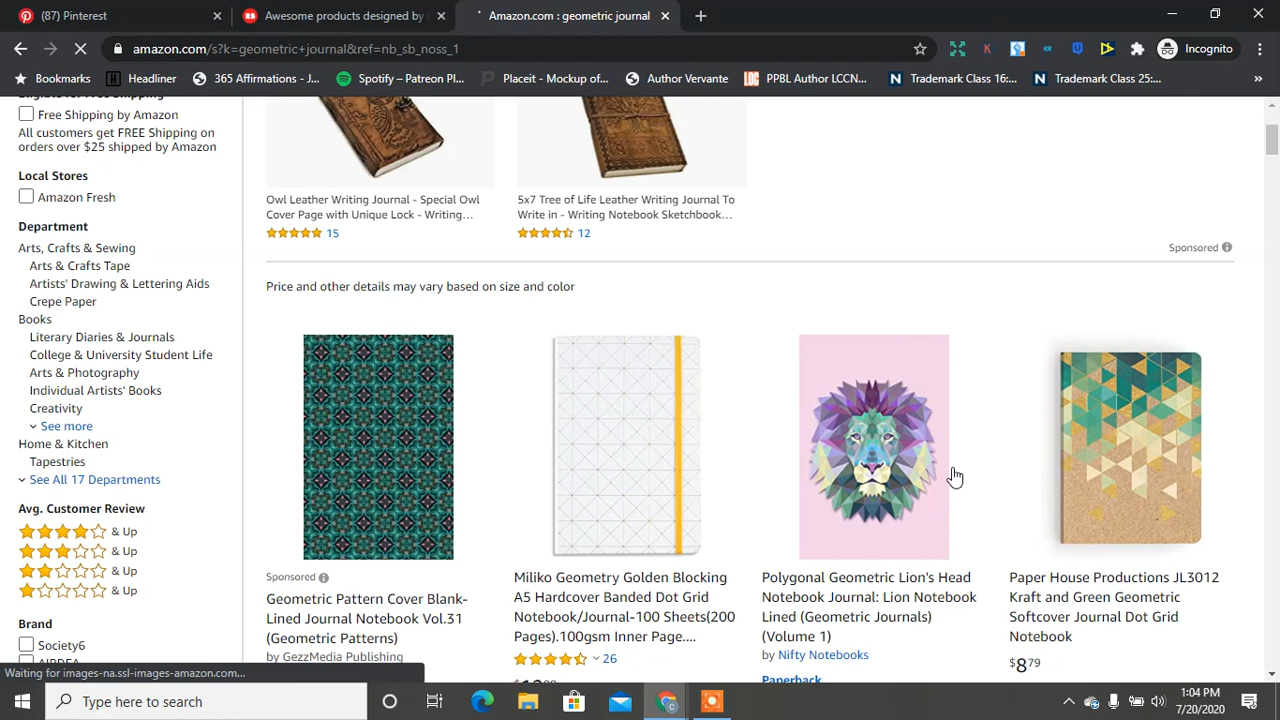 (87) Pinterest
Awesome products designed by
Amazon.com : geometric journal
amazon.com/s?k=geometric+journal&ref=nb_sb_noss_1
Incognito
Bookmarks
Headliner
365 Affirmations - J...
Spotify – Patreon Pl...
Placeit - Mockup of...
Author Vervante
PPBL Author LCCN...
Trademark Class 16:...
Trademark Class 25:...
»
Eligible for Free Shipping
Free Shipping by Amazon
All customers get FREE Shipping on
orders over $25 shipped by Amazon
Local Stores
Amazon Fresh
Department
Arts, Crafts & Sewing
Arts & Crafts Tape
Artists' Drawing & Lettering Aids
Crepe Paper
Books
Literary Diaries & Journals
College & University Student Life
Arts & Photography
Individual Artists' Books
Creativity
See more
Home & Kitchen
Tapestries
See All 17 Departments
Avg. Customer Review
& Up
& Up
& Up
& Up
Brand
Society6
Waiting for images-na.ssl-images-amazon.com...
Owl Leather Writing Journal - Special Owl
Cover Page with Unique Lock - Writing...
15
5x7 Tree of Life Leather Writing Journal To
Write in - Writing Notebook Sketchbook...
12
Sponsored
Price and other details may vary based on size and color
Sponsored
Geometric Pattern Cover Blank-
Lined Journal Notebook Vol.31
(Geometric Patterns)
by GezzMedia Publishing
Miliko Geometry Golden Blocking
A5 Hardcover Banded Dot Grid
Notebook/Journal-100 Sheets(200
Pages).100gsm Inner Page....
26
Polygonal Geometric Lion's Head
Notebook Journal: Lion Notebook
Lined (Geometric Journals)
(Volume 1)
by Nifty Notebooks
Paperback
Paper House Productions JL3012
Kraft and Green Geometric
Softcover Journal Dot Grid
Notebook
$879
Type here to search
1:04 PM
7/20/2020